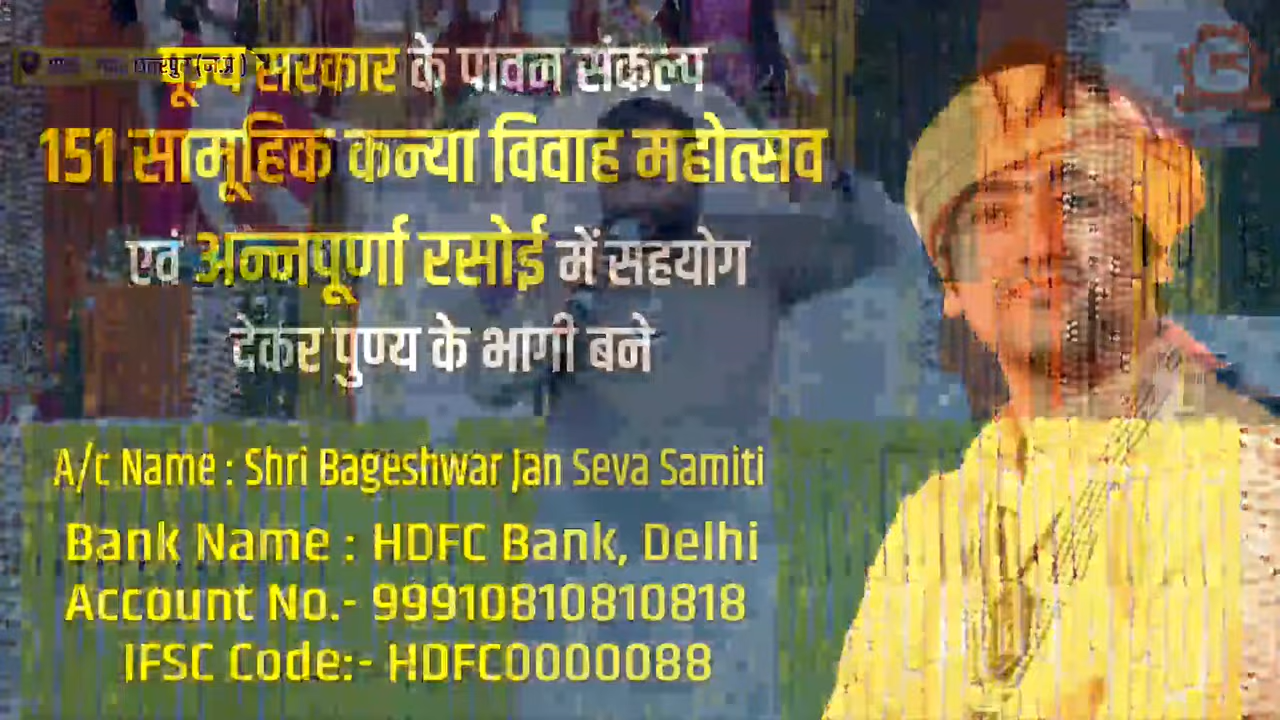 छतरपुर (म.प्र.)
पूज्य सरकार के पावन संकल्प
151 सामूहिक कन्या विवाह महोत्सव
एवं अन्नपूर्णा रसोई में सहयोग
देकर पुण्य के भागी बने
A/c Name : Shri Bageshwar Jan Seva Samiti
Bank Name : HDFC Bank, Delhi
Account No.- 99910810810818
IFSC Code:- HDFC0000088